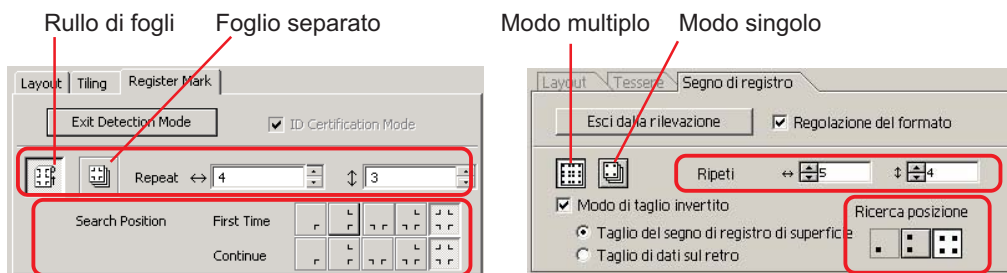 Rullo di fogli Foglio separato Modo multiplo Modo singolo
Layout Tiling Register Mark
Exit Detection Mode ID Certification Mode
Repeat 4 3
Search Position First Time
Continue
Layout Tessere Segno di registro
Esci dalla rilevazione Regolazione del formato
Ripeti 5 4
Modo di taglio invertito Ricerca posizione
Taglio del segno di registro di superficie
Taglio di dati sul retro